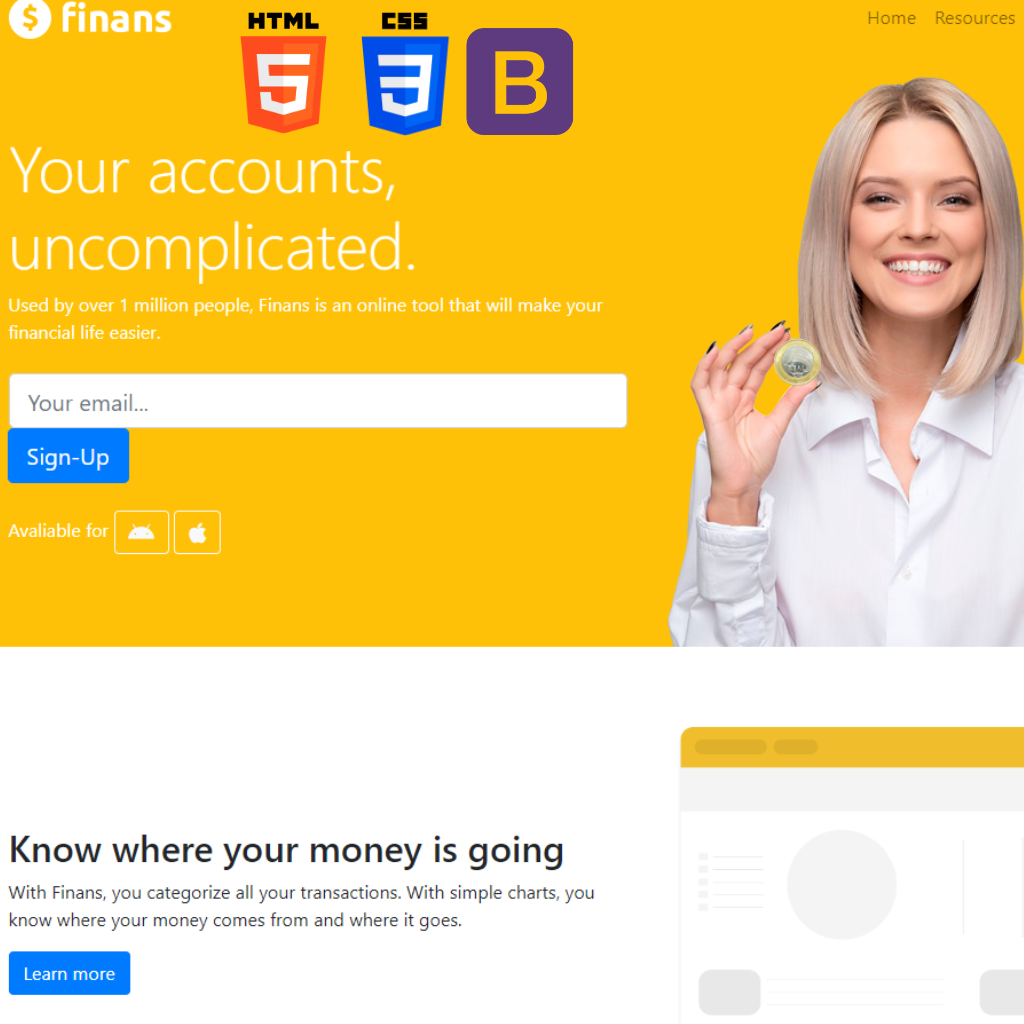 finans
HTML
5
CSS
3
B
Home Resources
Your accounts,
uncomplicated.
Used by over 1 million people, Finans is an online tool that will make your
financial life easier.
Your email...
Sign-Up
Avaliable for
Know where your money is going
With Finans, you categorize all your transactions. With simple charts, you
know where your money comes from and where it goes.
Learn more